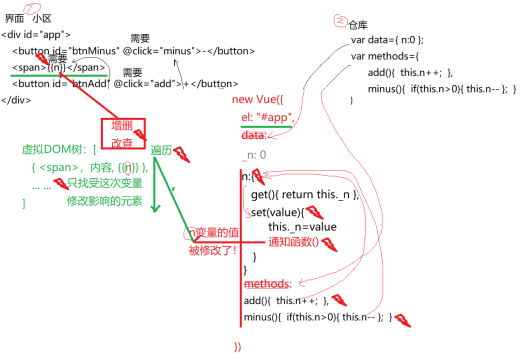 界面 ① 小区
<div id="app">
需要
<button id="btnMinus" @click="minus">-</button>
需要
<span>{{n}}</span>
需要
<button id="btnAdd" @click="add">+</button>
</div>
② 仓库
var data={ n:0 };
var methods={
add(){ this.n++; },
minus(){ if(this.n>0){ this.n-- }; }
}
增删
改查
虚拟DOM树：[
{ <span> , 内容, {{n}} },
... ... 只找受这次变量
修改影响的元素
]
遍历
n变量的值
被修改了！
new Vue({
el: "#app",
data:
_n: 0
n:{
get(){ return this._n },
set(value){
this._n=value
通知函数()
}
}
methods:
add(){ this.n++; },
minus(){ if(this.n>0){ this.n-- }; }
})